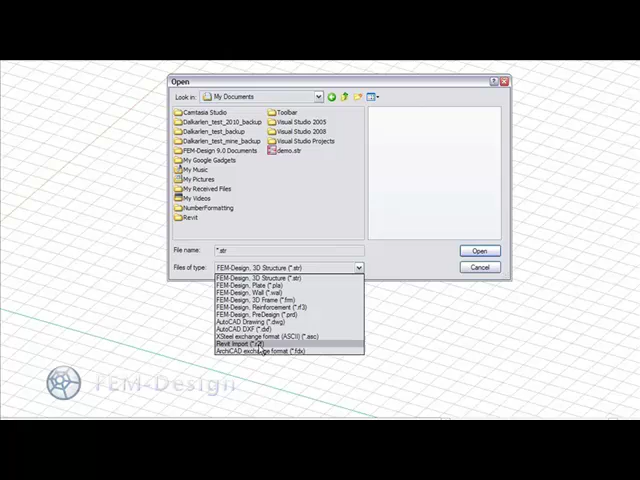 Open
Look in: My Documents
Camtasia Studio
Dalkarlen_test_2010_backup
Dalkarlen_test_backup
Dalkarlen_test_mine_backup
FEM-Design 9.0 Documents
My Google Gadgets
My Music
My Pictures
My Received Files
My Videos
NumberFormatting
Revit
Toolbar
Visual Studio 2005
Visual Studio 2008
Visual Studio Projects
demo.str
File name: *.str
Open
Files of type: FEM-Design, 3D Structure (*.str)
Cancel
FEM-Design, 3D Structure (*.str)
FEM-Design, Plate (*.pla)
FEM-Design, Wall (*.wal)
FEM-Design, 3D Frame (*.frm)
FEM-Design, Reinforcement (*.rf3)
FEM-Design, PreDesign (*.prd)
AutoCAD Drawing (*.dwg)
AutoCAD DXF (*.dxf)
XSteel exchange format (ASCII) (*.asc)
Revit Import
ArchiCAD exchange format (*.fdx)
FEM-Design